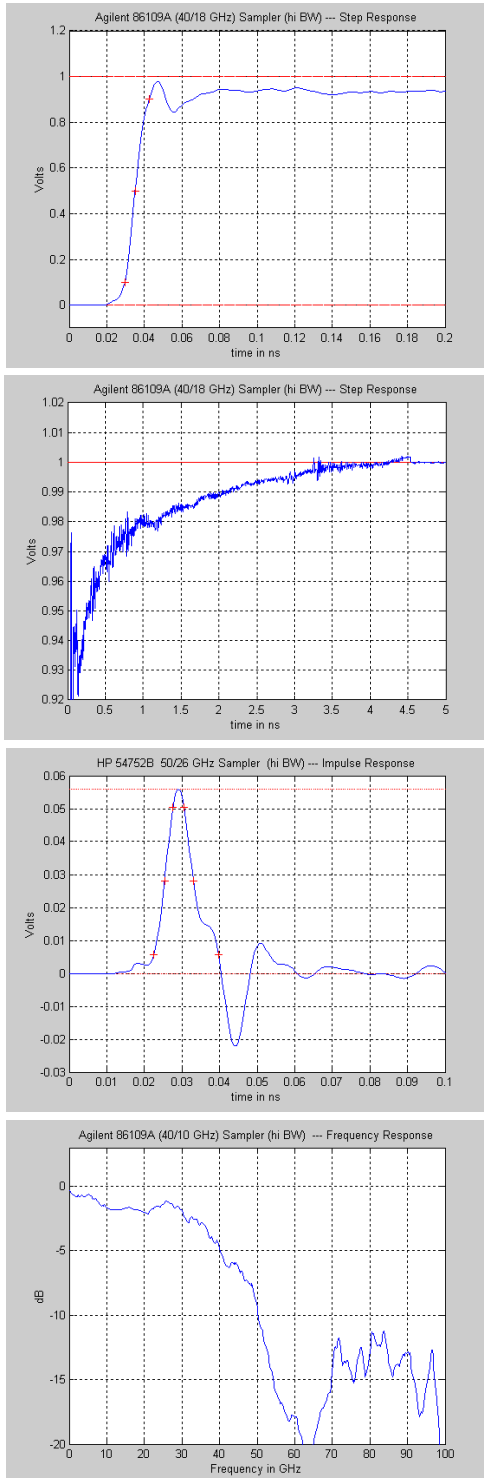 Agilent 86109A (40/18 GHz) Sampler (hi BW) --- Step Response
1.2
1
0.8
0.6
0.4
0.2
0
Volts
0 0.02 0.04 0.06 0.08 0.1 0.12 0.14 0.16 0.18 0.2
time in ns
Agilent 86109A (40/18 GHz) Sampler (hi BW) --- Step Response
1.02
1.01
1
0.99
0.98
0.97
0.96
0.95
0.94
0.93
0.92
Volts
0 0.5 1 1.5 2 2.5 3 3.5 4 4.5 5
time in ns
HP 54752B 50/26 GHz Sampler (hi BW) --- Impulse Response
0.06
0.05
0.04
0.03
0.02
0.01
0
-0.01
-0.02
-0.03
Volts
0 0.01 0.02 0.03 0.04 0.05 0.06 0.07 0.08 0.09 0.1
time in ns
Agilent 86109A (40/10 GHz) Sampler (hi BW) --- Frequency Response
0
-5
-10
-15
-20
dB
0 10 20 30 40 50 60 70 80 90 100
Frequency in GHz